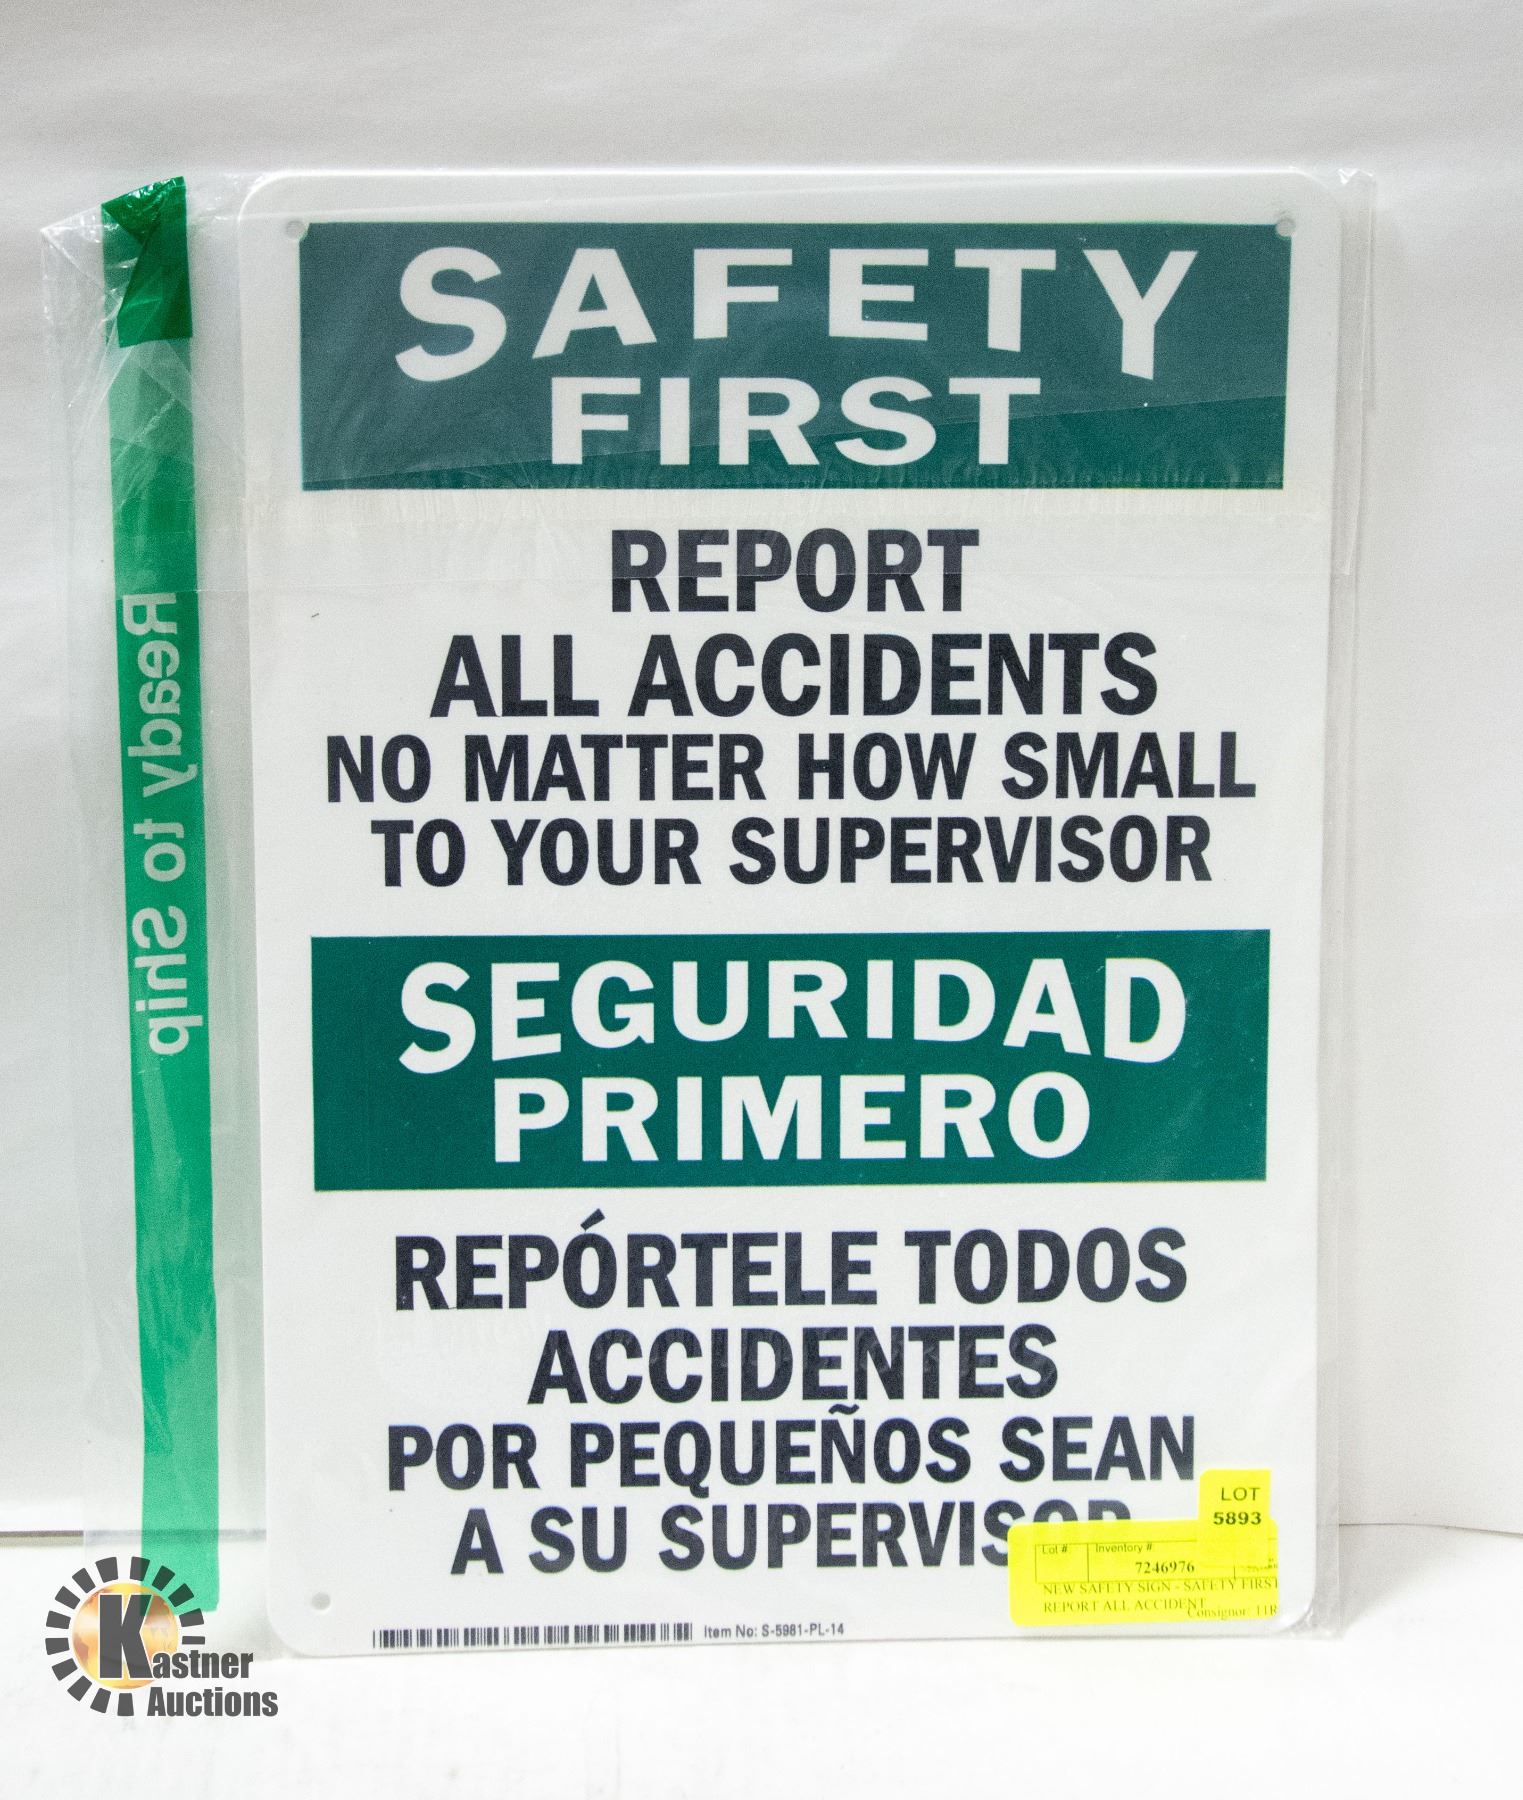 SAFETY
FIRST
REPORT
ALL ACCIDENTS
NO MATTER HOW SMALL
TO YOUR SUPERVISOR
SEGURIDAD
PRIMERO
REPÓRTELE TODOS
ACCIDENTES
POR PEQUEÑOS SEAN
A SU SUPERVISOR
Item No: S-5981-PL-14
LOT
5893
Lot # Inventory #
7246976
NEW SAFETY SIGN - SAFETY FIRST
REPORT ALL ACCIDENT
Consignor: 11R
Ready to Ship
Kastner
Auctions